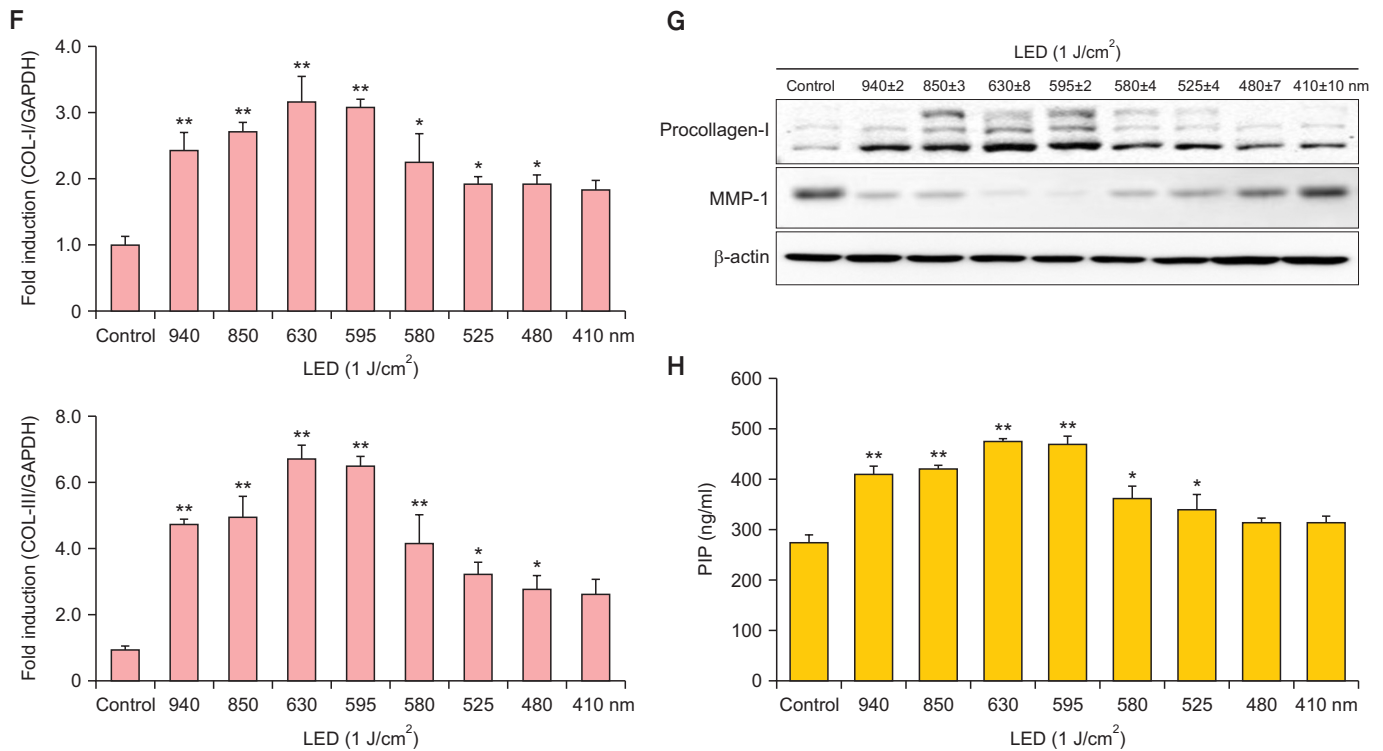 F
Fold induction (COL-I/GAPDH)
4.0
3.0
2.0
1.0
0
** ** ** ** * * *
Control 940 850 630 595 580 525 480 410 nm
LED (1 J/cm²)
Fold induction (COL-III/GAPDH)
8.0
6.0
4.0
2.0
0
** ** ** ** ** * *
Control 940 850 630 595 580 525 480 410 nm
LED (1 J/cm²)
G
LED (1 J/cm²)
Control 940±2 850±3 630±8 595±2 580±4 525±4 480±7 410±10 nm
Procollagen-I
MMP-1
β-actin
H
PIP (ng/ml)
600
500
400
300
200
100
0
** ** ** ** * *
Control 940 850 630 595 580 525 480 410 nm
LED (1 J/cm²)